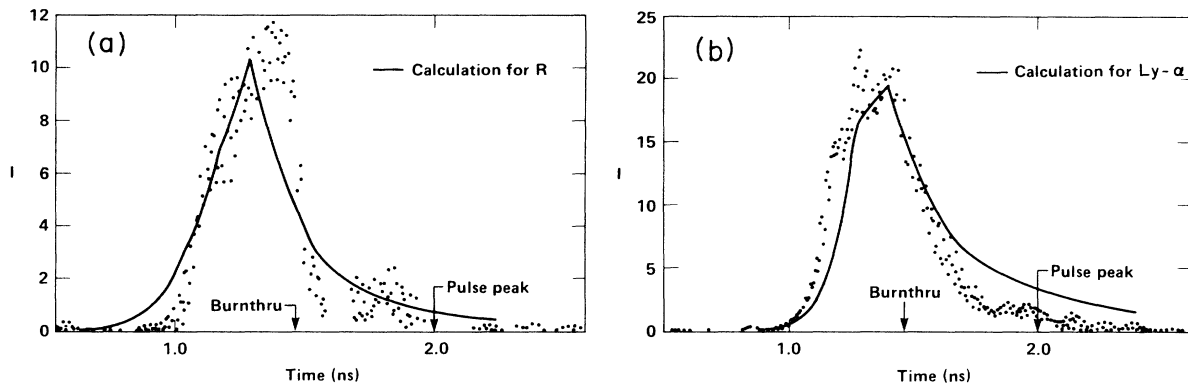 (a)
12
10
8
6
4
2
0
I
Calculation for R
Burnthru
Pulse peak
1.0
2.0
Time (ns)
(b)
25
20
15
10
5
0
I
Calculation for Ly-α
Burnthru
Pulse peak
1.0
2.0
Time (ns)